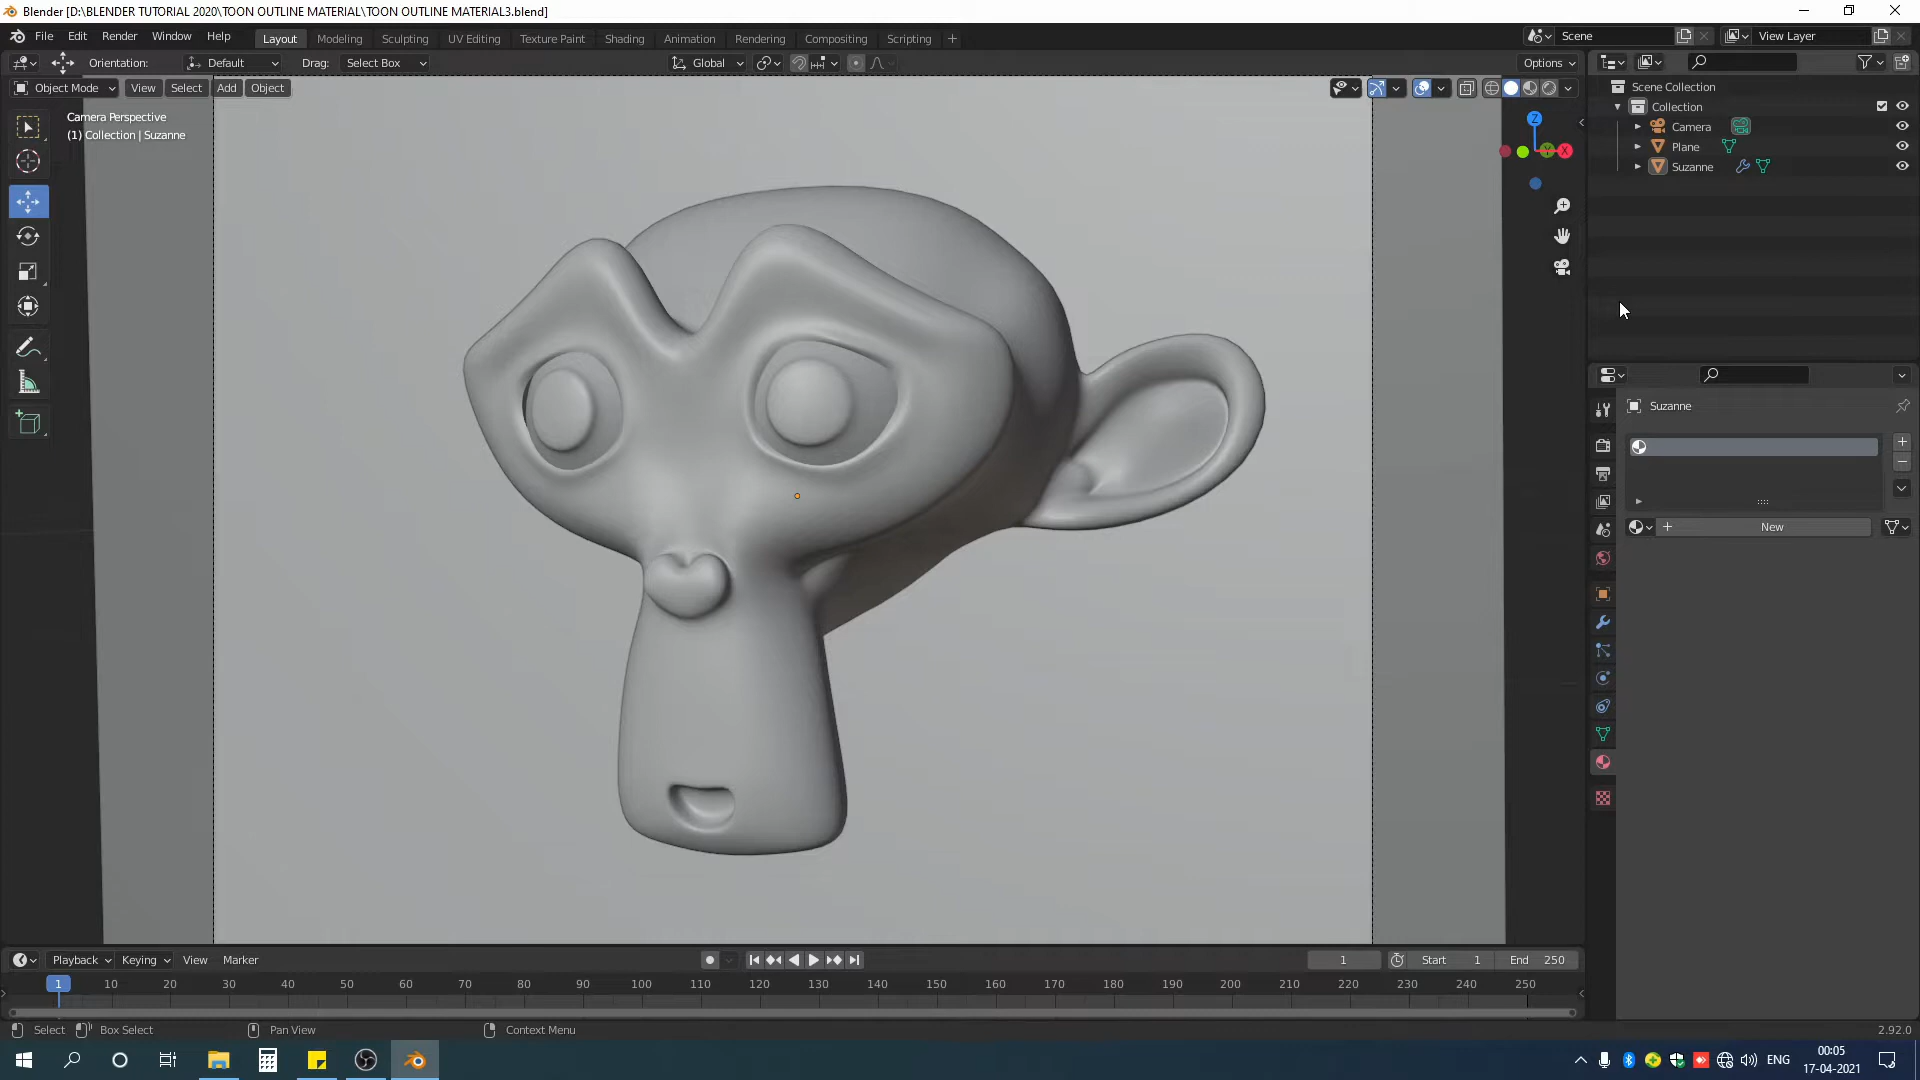 Blender [D:\BLENDER TUTORIAL 2020\TOON OUTLINE MATERIAL\TOON OUTLINE MATERIAL3.blend]
File Edit Render Window Help Layout Modeling Sculpting UV Editing Texture Paint Shading Animation Rendering Compositing Scripting + Scene View Layer
Orientation: Default Drag: Select Box Global Options
Object Mode View Select Add Object
Scene Collection
Collection
Camera
Plane
Suzanne
Camera Perspective
(1) Collection | Suzanne
Z
Y
X
Suzanne
New
Playback Keying View Marker 1 Start 1 End 250
1 10 20 30 40 50 60 70 80 90 100 110 120 130 140 150 160 170 180 190 200 210 220 230 240 250
Select Box Select Pan View Context Menu 2.92.0
ENG
00:05
17-04-2021